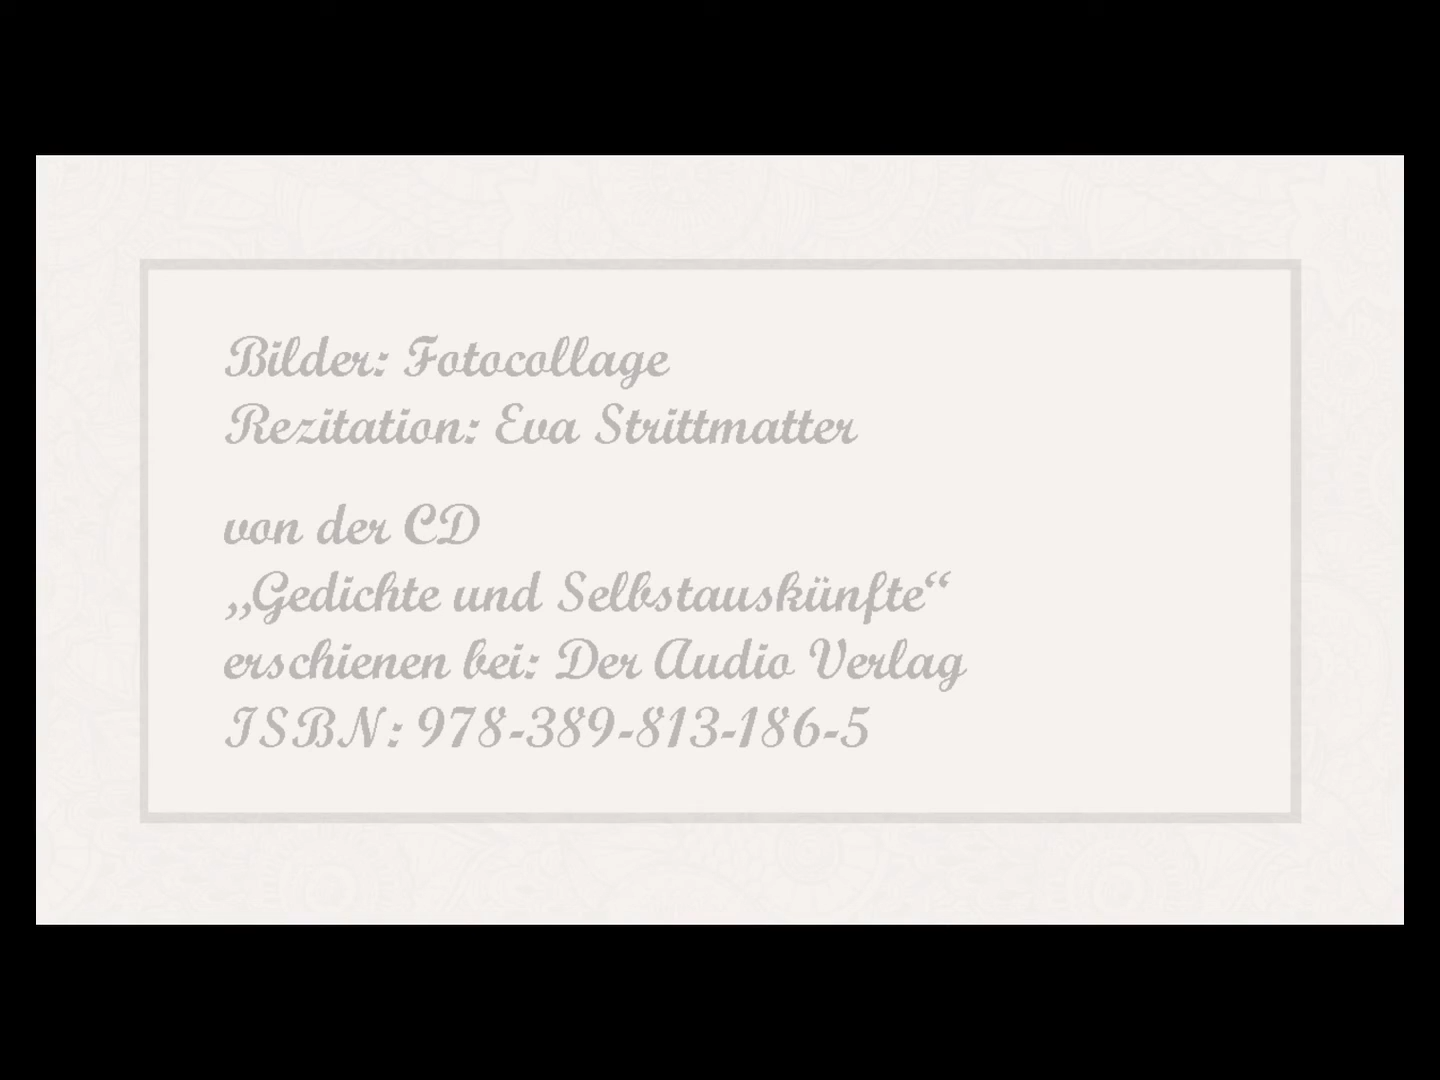 Bilder: Fotocollage
Rezitation: Eva Strittmatter
von der CD
„Gedichte und Selbstauskünfte“
erschienen bei: Der Audio Verlag
ISBN: 978-389-813-186-5